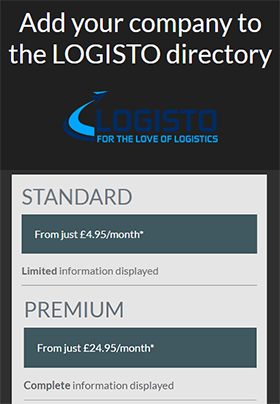 Add your company to
the LOGISTO directory
LOGISTO
FOR THE LOVE OF LOGISTICS
STANDARD
From just £4.95/month*
Limited information displayed
PREMIUM
From just £24.95/month*
Complete information displayed